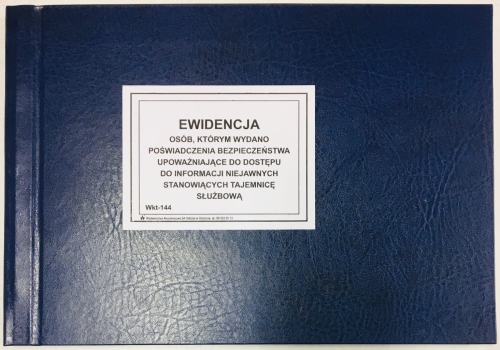 EWIDENCJA
OSÓB, KTÓRYM WYDANO
POŚWIADCZENIA BEZPIECZEŃSTWA
UPOWAŻNIAJĄCE DO DOSTĘPU
DO INFORMACJI NIEJAWNYCH
STANOWIĄCYCH TAJEMNICĘ
SŁUŻBOWĄ
Wkt-144